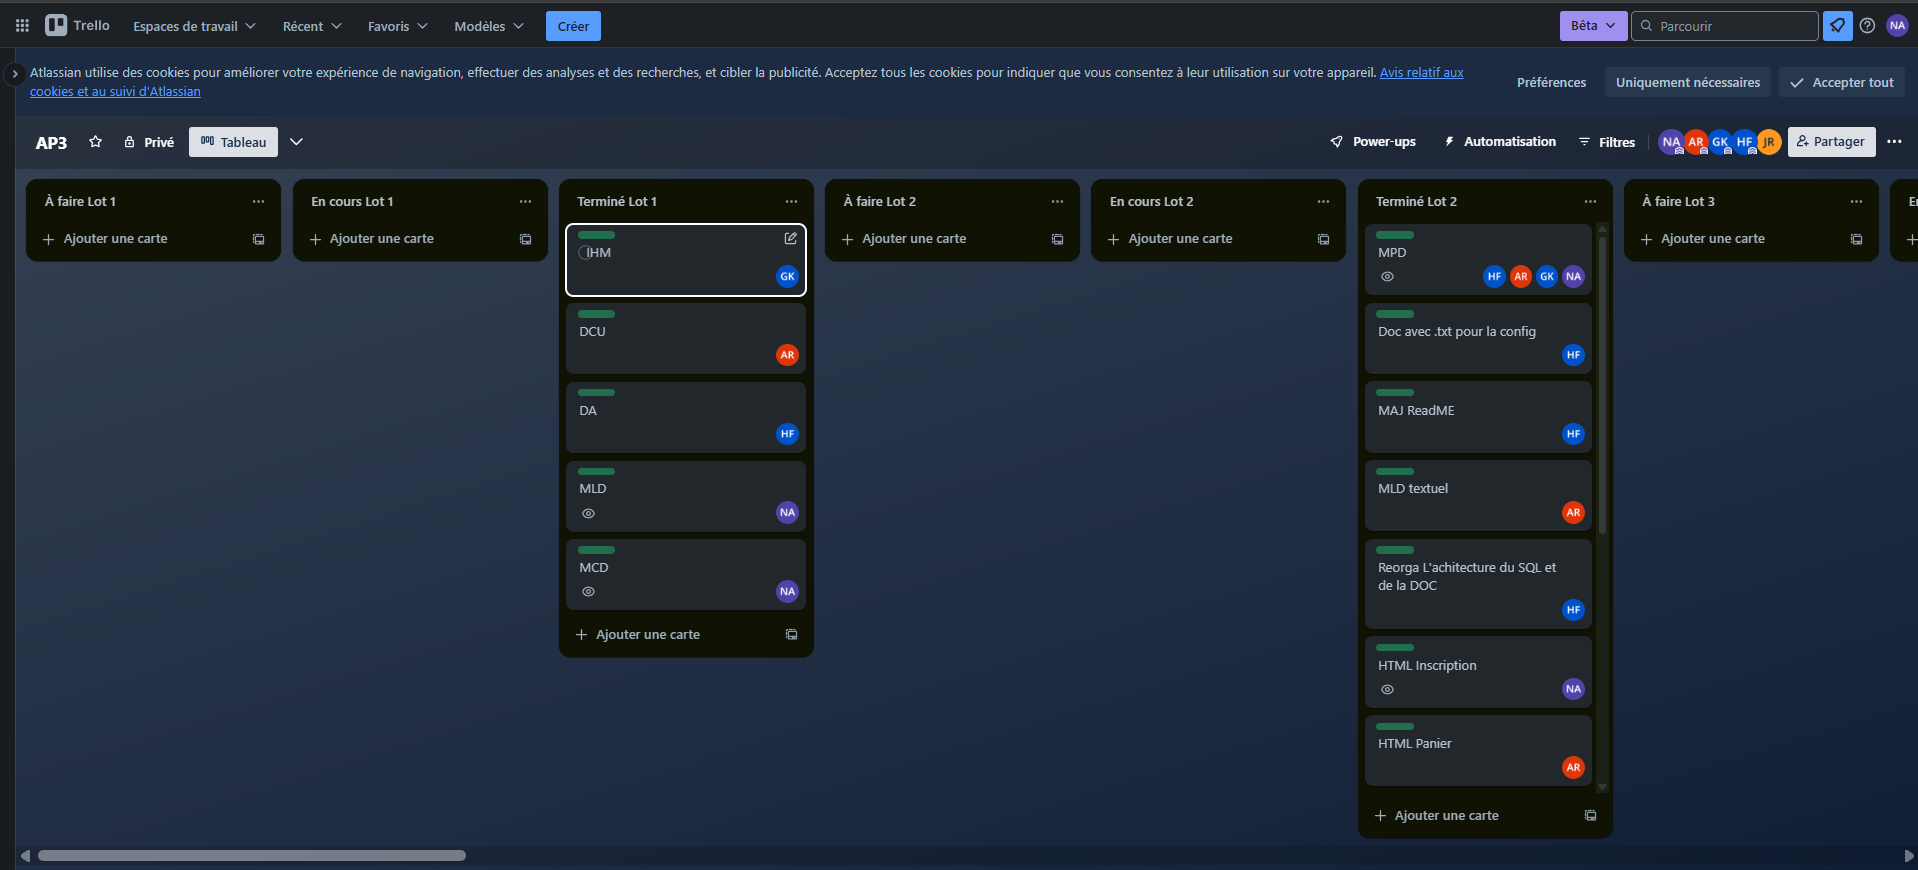 Trello
Espaces de travail
Récent
Favoris
Modèles
Créer
Bêta
Parcourir
NA
Atlassian utilise des cookies pour améliorer votre expérience de navigation, effectuer des analyses et des recherches, et cibler la publicité. Acceptez tous les cookies pour indiquer que vous consentez à leur utilisation sur votre appareil. Avis relatif aux
cookies et au suivi d'Atlassian
Préférences
Uniquement nécessaires
Accepter tout
AP3
Privé
Tableau
Power-ups
Automatisation
Filtres
NA
AR
GK
HF
JR
Partager
À faire Lot 1
Ajouter une carte
En cours Lot 1
Ajouter une carte
Terminé Lot 1
IHM
GK
DCU
AR
DA
HF
MLD
NA
MCD
NA
Ajouter une carte
À faire Lot 2
Ajouter une carte
En cours Lot 2
Ajouter une carte
Terminé Lot 2
MPD
HF
AR
GK
NA
Doc avec .txt pour la config
HF
MAJ ReadME
HF
MLD textuel
AR
Reorga L'achitecture du SQL et
de la DOC
HF
HTML Inscription
NA
HTML Panier
AR
Ajouter une carte
À faire Lot 3
Ajouter une carte